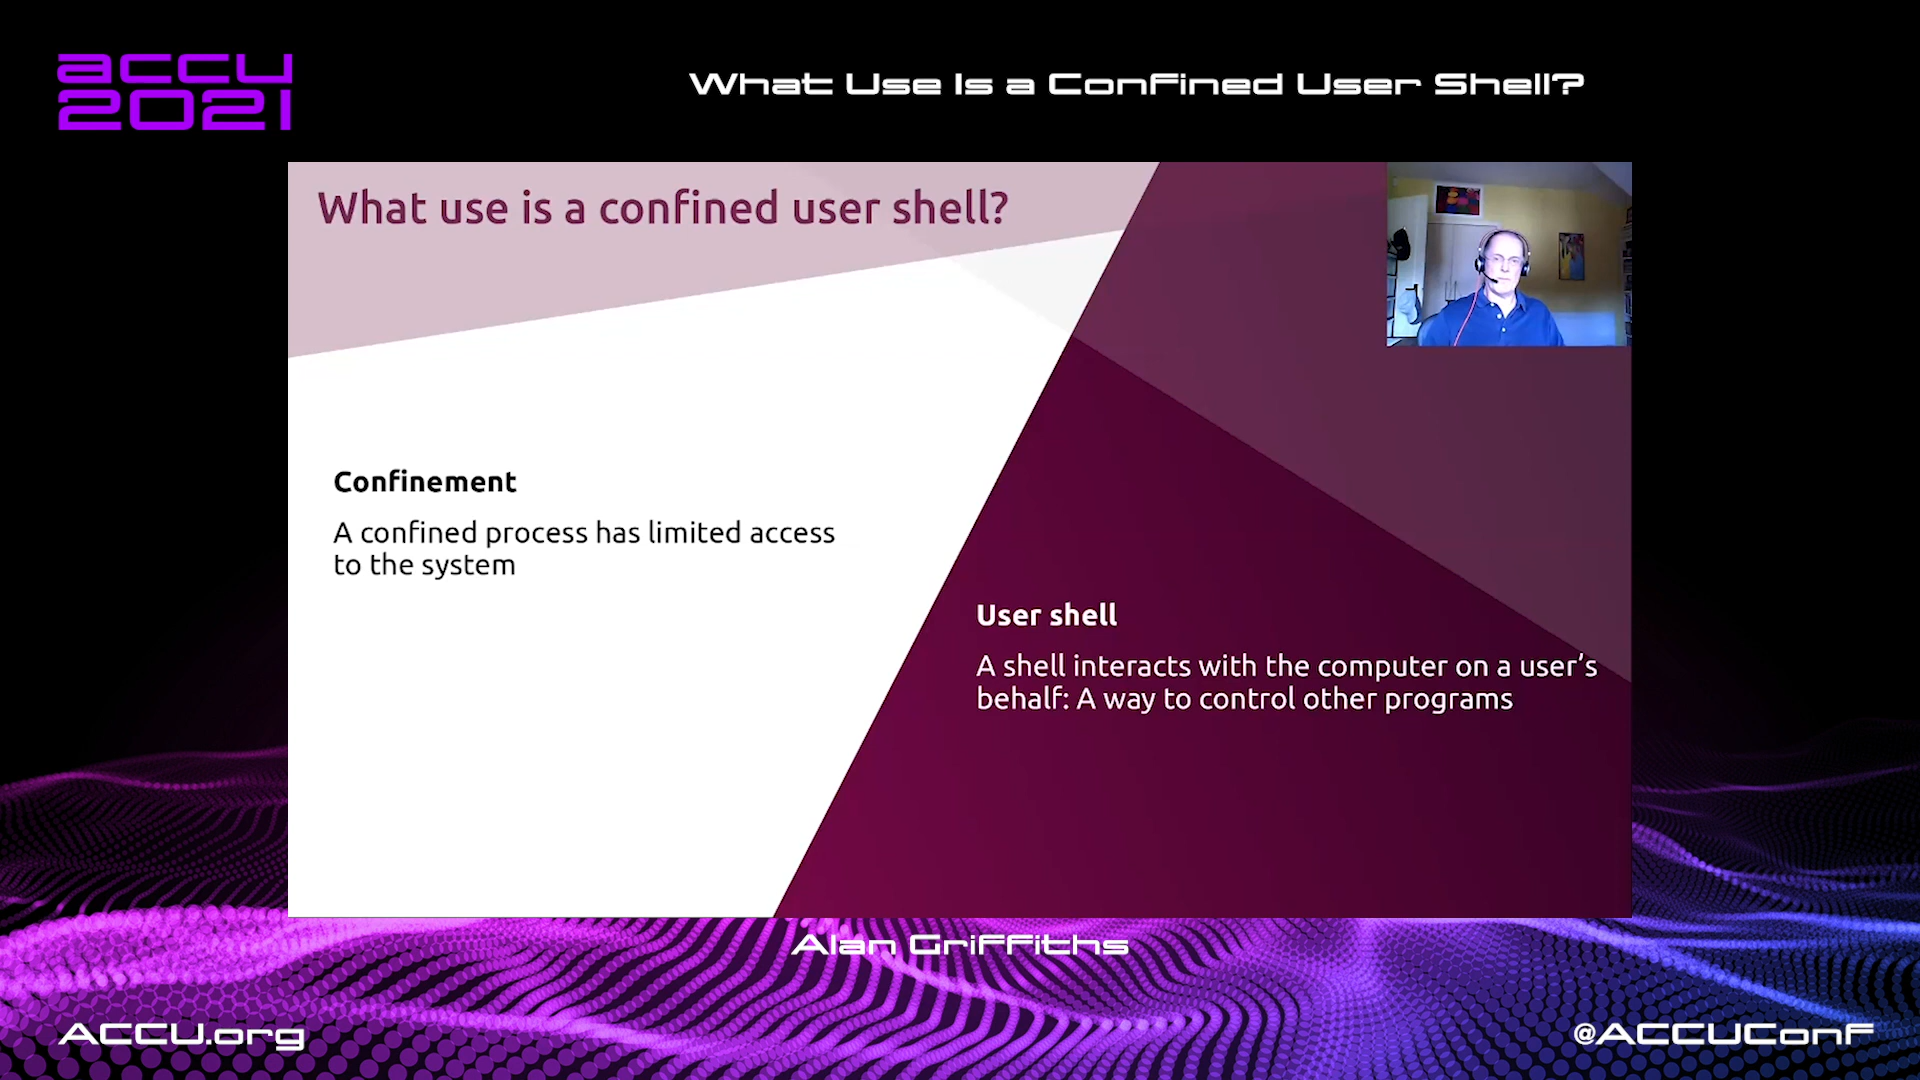 accu
2021
What Use Is a Confined User Shell?
What use is a confined user shell?
Confinement
A confined process has limited access
to the system
User shell
A shell interacts with the computer on a user’s
behalf: A way to control other programs
Alan Griffiths
ACCU.org
@ACCUConf